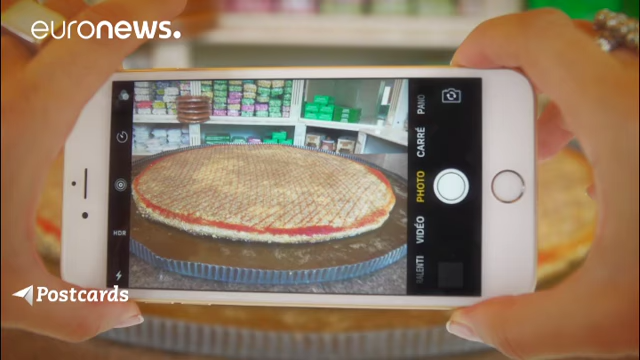 euronews.
Postcards
HDR
PANO
CARRÉ
PHOTO
VIDÉO
RALENTI